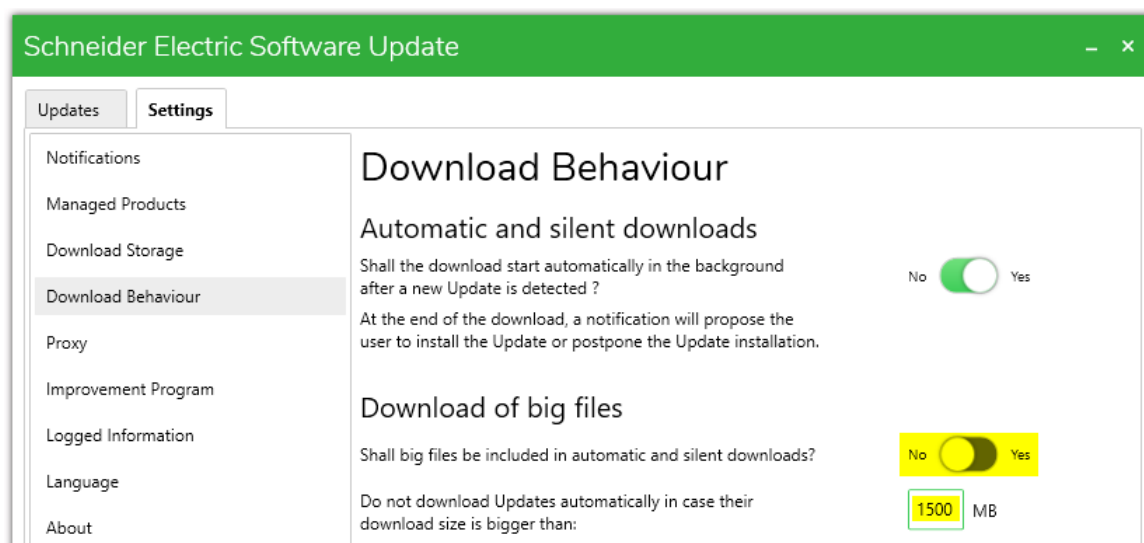 Schneider Electric Software Update
Updates
Settings
Notifications
Managed Products
Download Storage
Download Behaviour
Proxy
Improvement Program
Logged Information
Language
About
Download Behaviour
Automatic and silent downloads
Shall the download start automatically in the background
after a new Update is detected ?
No Yes
At the end of the download, a notification will propose the
user to install the Update or postpone the Update installation.
Download of big files
Shall big files be included in automatic and silent downloads?
No Yes
Do not download Updates automatically in case their
download size is bigger than:
1500 MB